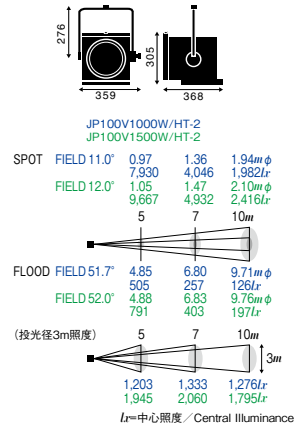 276
305
359
368
JP100V1000W/HT-2
JP100V1500W/HT-2
SPOT FIELD 11.0° 0.97 1.36 1.94mφ
7,930 4,046 1,982lx
FIELD 12.0° 1.05 1.47 2.10mφ
9,667 4,932 2,416lx
5 7 10m
FLOOD FIELD 51.7° 4.85 6.80 9.71mφ
505 257 126lx
FIELD 52.0° 4.88 6.83 9.76mφ
791 403 197lx
(投光径3m照度) 5 7 10m
3m
1,203 1,333 1,276lx
1,945 2,060 1,795lx
lx=中心照度/Central Illuminance